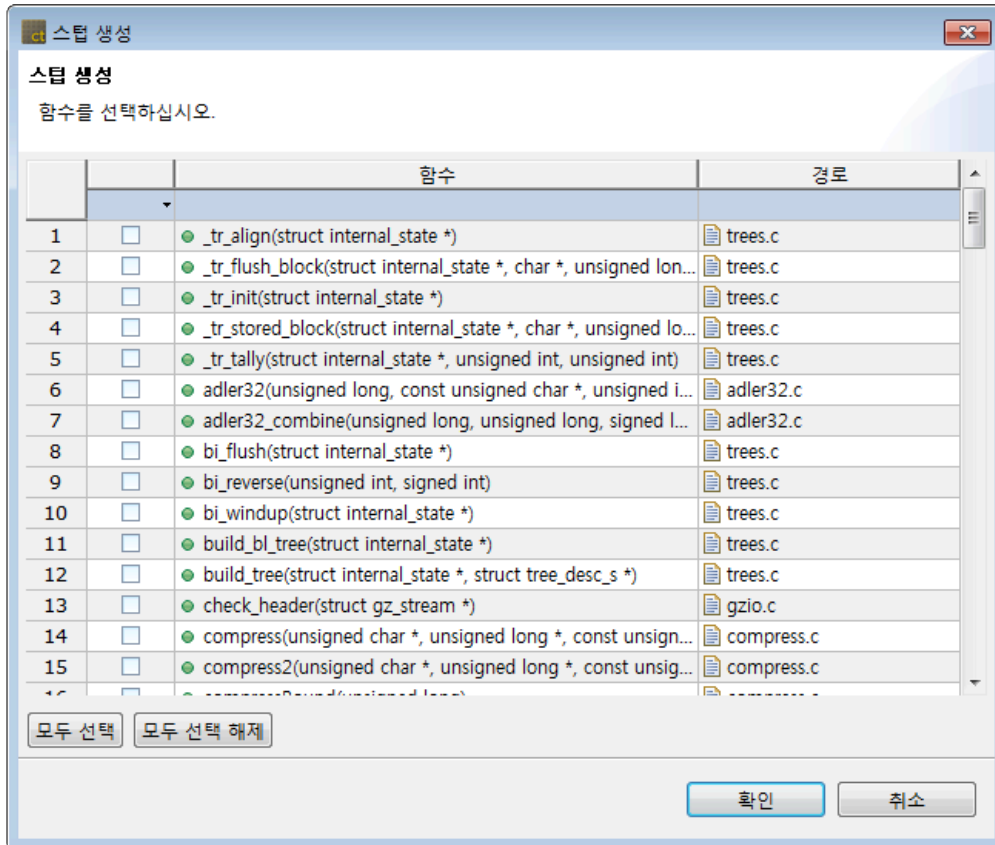 ct 스텁 생성
스텁 생성
함수를 선택하십시오.
함수 경로
1 _tr_align(struct internal_state *) trees.c
2 _tr_flush_block(struct internal_state *, char *, unsigned lon... trees.c
3 _tr_init(struct internal_state *) trees.c
4 _tr_stored_block(struct internal_state *, char *, unsigned lo... trees.c
5 _tr_tally(struct internal_state *, unsigned int, unsigned int) trees.c
6 adler32(unsigned long, const unsigned char *, unsigned i... adler32.c
7 adler32_combine(unsigned long, unsigned long, signed l... adler32.c
8 bi_flush(struct internal_state *) trees.c
9 bi_reverse(unsigned int, signed int) trees.c
10 bi_windup(struct internal_state *) trees.c
11 build_bl_tree(struct internal_state *) trees.c
12 build_tree(struct internal_state *, struct tree_desc_s *) trees.c
13 check_header(struct gz_stream *) gzio.c
14 compress(unsigned char *, unsigned long *, const unsign... compress.c
15 compress2(unsigned char *, unsigned long *, const unsig... compress.c
모두 선택 모두 선택 해제
확인 취소